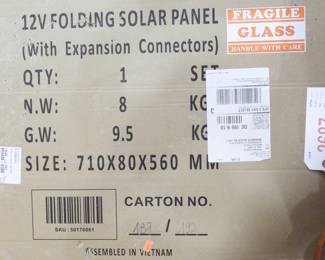 12V FOLDING SOLAR PANEL
(With Expansion Connectors)
QTY: 1 SET
N.W: 8 KG
G.W: 9.5 KG
SIZE: 710X80X560 MM
CARTON NO.
SKU: 50170061
ASSEMBLED IN VIETNAM
FRAGILE
GLASS
HANDLE WITH CARE